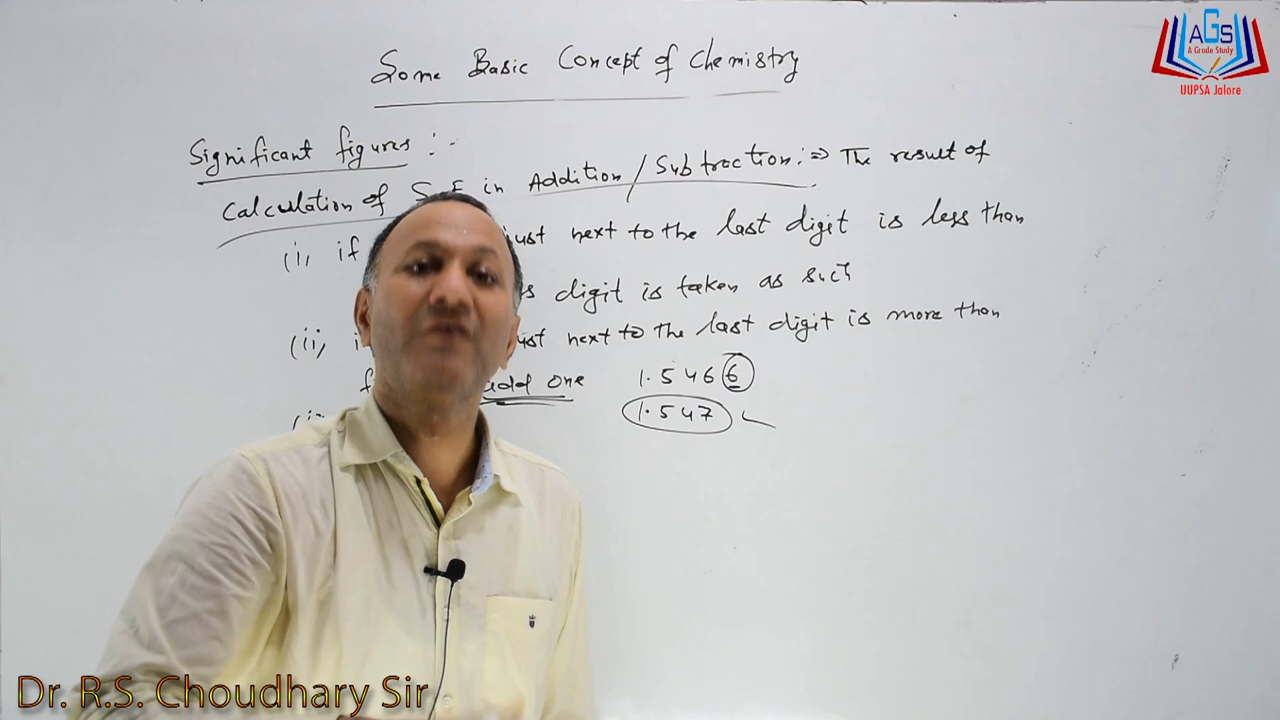 Some Basic Concept of Chemistry
AGS
A Grade Study
UUPSA Jalore
Significant figures :-
Calculation of in Addition / Subtraction :⇒ The result of
(i) if just next to the last digit is less than
digit is taken as such
(ii) just next to the last digit is more than
add one 1.5466
1.547
Dr. R.S. Choudhary Sir